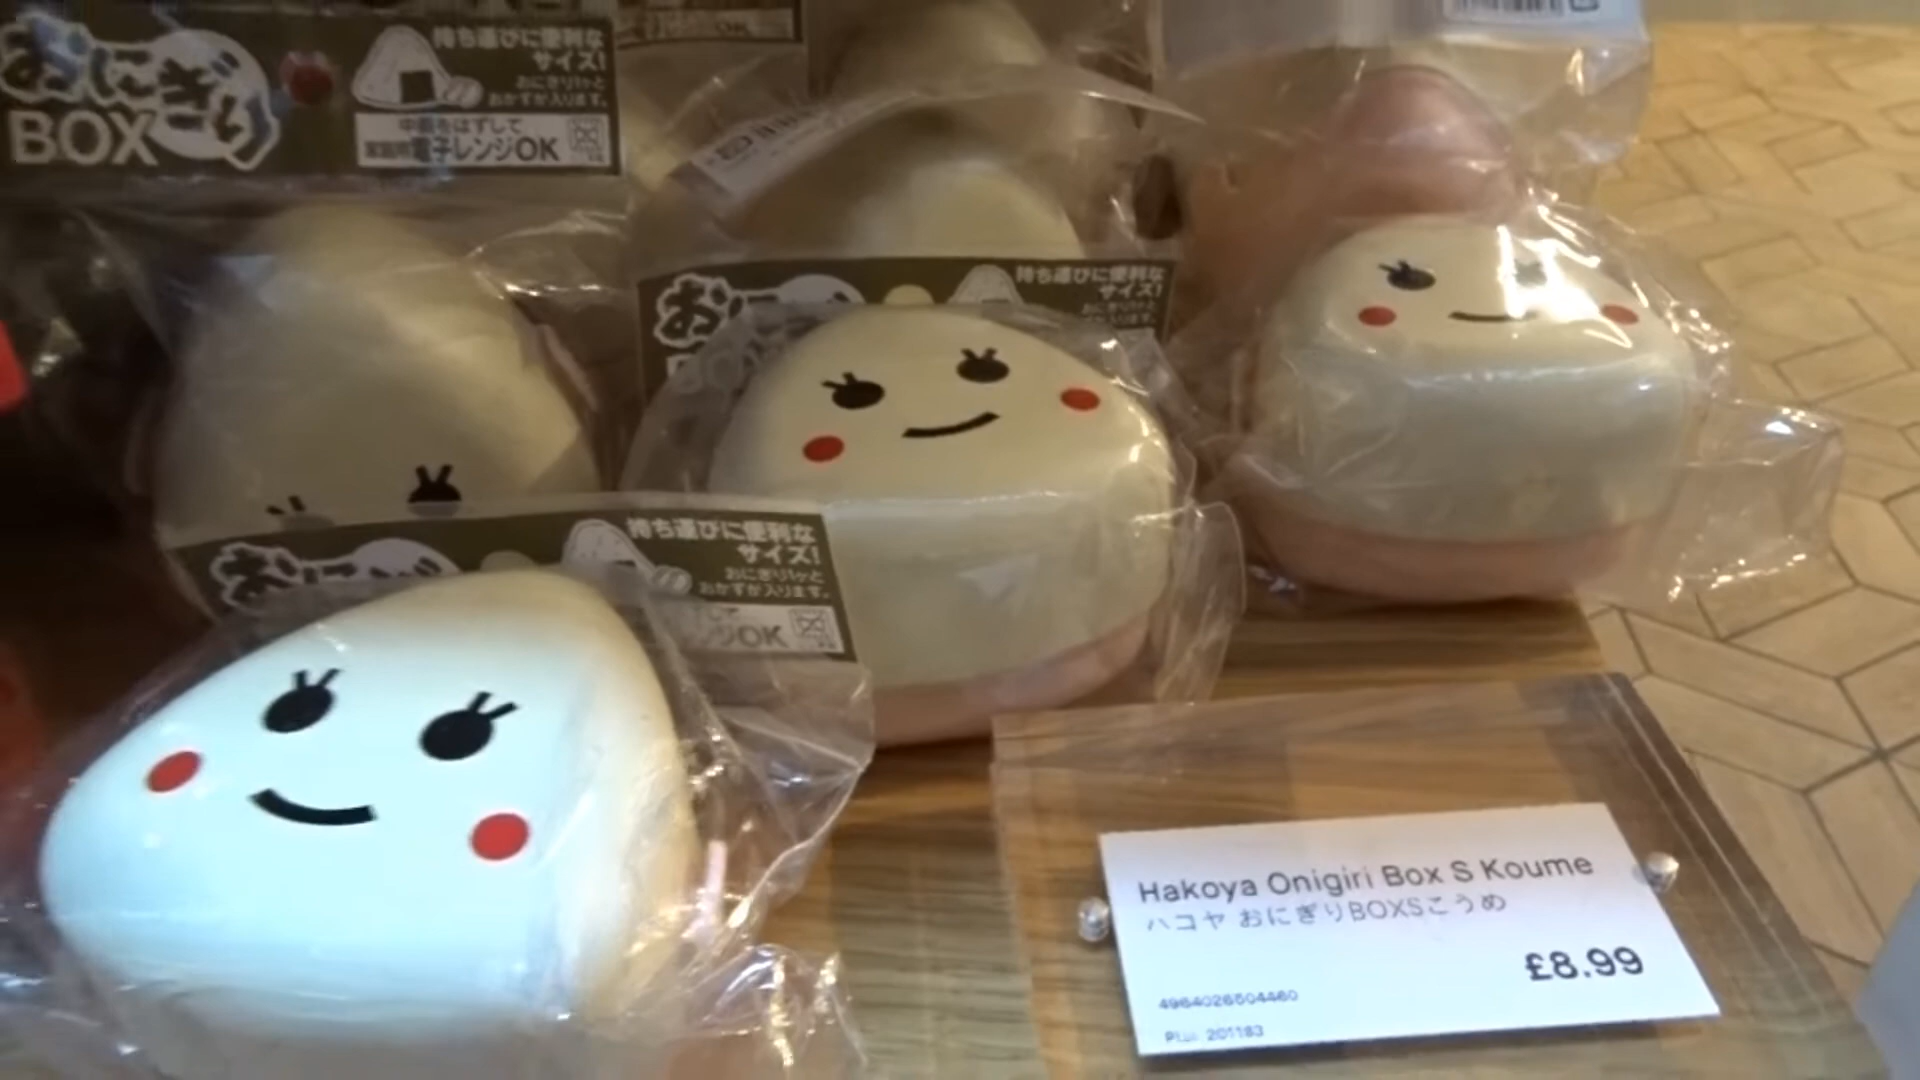 おにぎり
BOX
持ち運びに便利な
サイズ!
おにぎり1ケと
おかずが入ります。
中蓋をはずして
家庭用電子レンジOK
持ち運びに便利な
サイズ!
おに
持ち運びに便利な
サイズ!
おにぎり1ケと
おかずが入ります。
OK
Hakoya Onigiri Box S Koume
ハコヤ おにぎりBOXSこうめ
£8.99
4964026504460
PLU: 201183